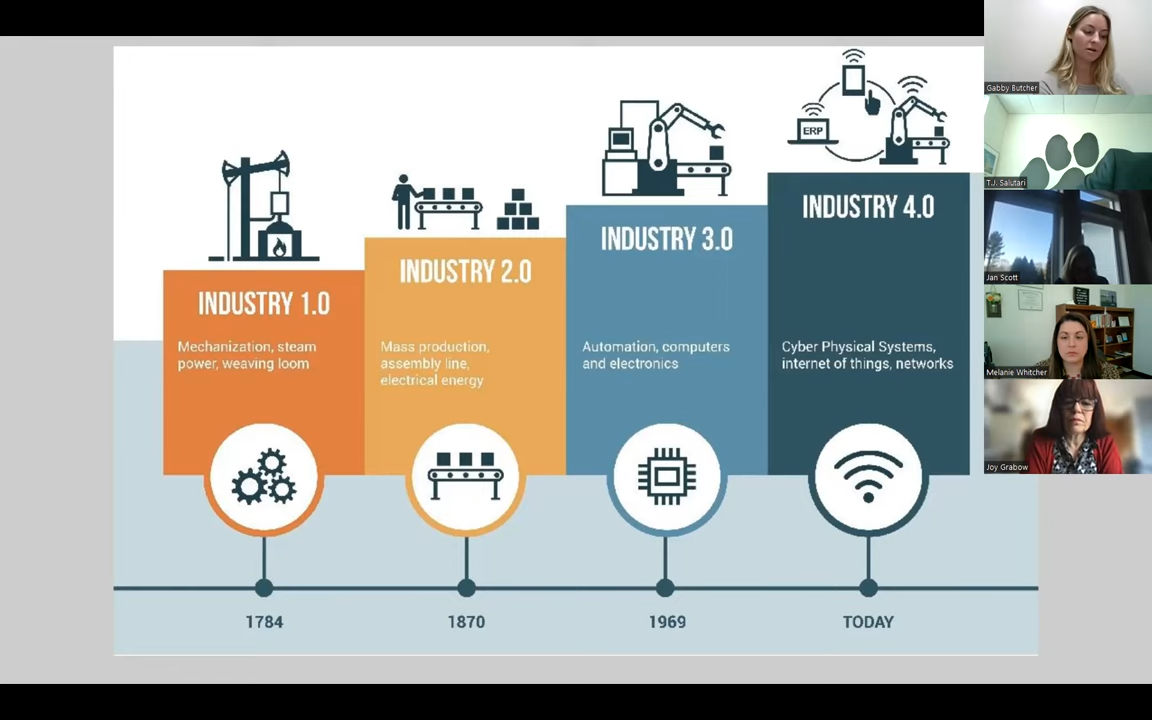 ERP
INDUSTRY 1.0
Mechanization, steam
power, weaving loom
INDUSTRY 2.0
Mass production,
assembly line,
electrical energy
INDUSTRY 3.0
Automation, computers
and electronics
INDUSTRY 4.0
Cyber Physical Systems,
internet of things, networks
1784
1870
1969
TODAY
Gabby Butcher
T.J. Salutari
Jan Scott
Melanie Whitcher
Joy Grabow